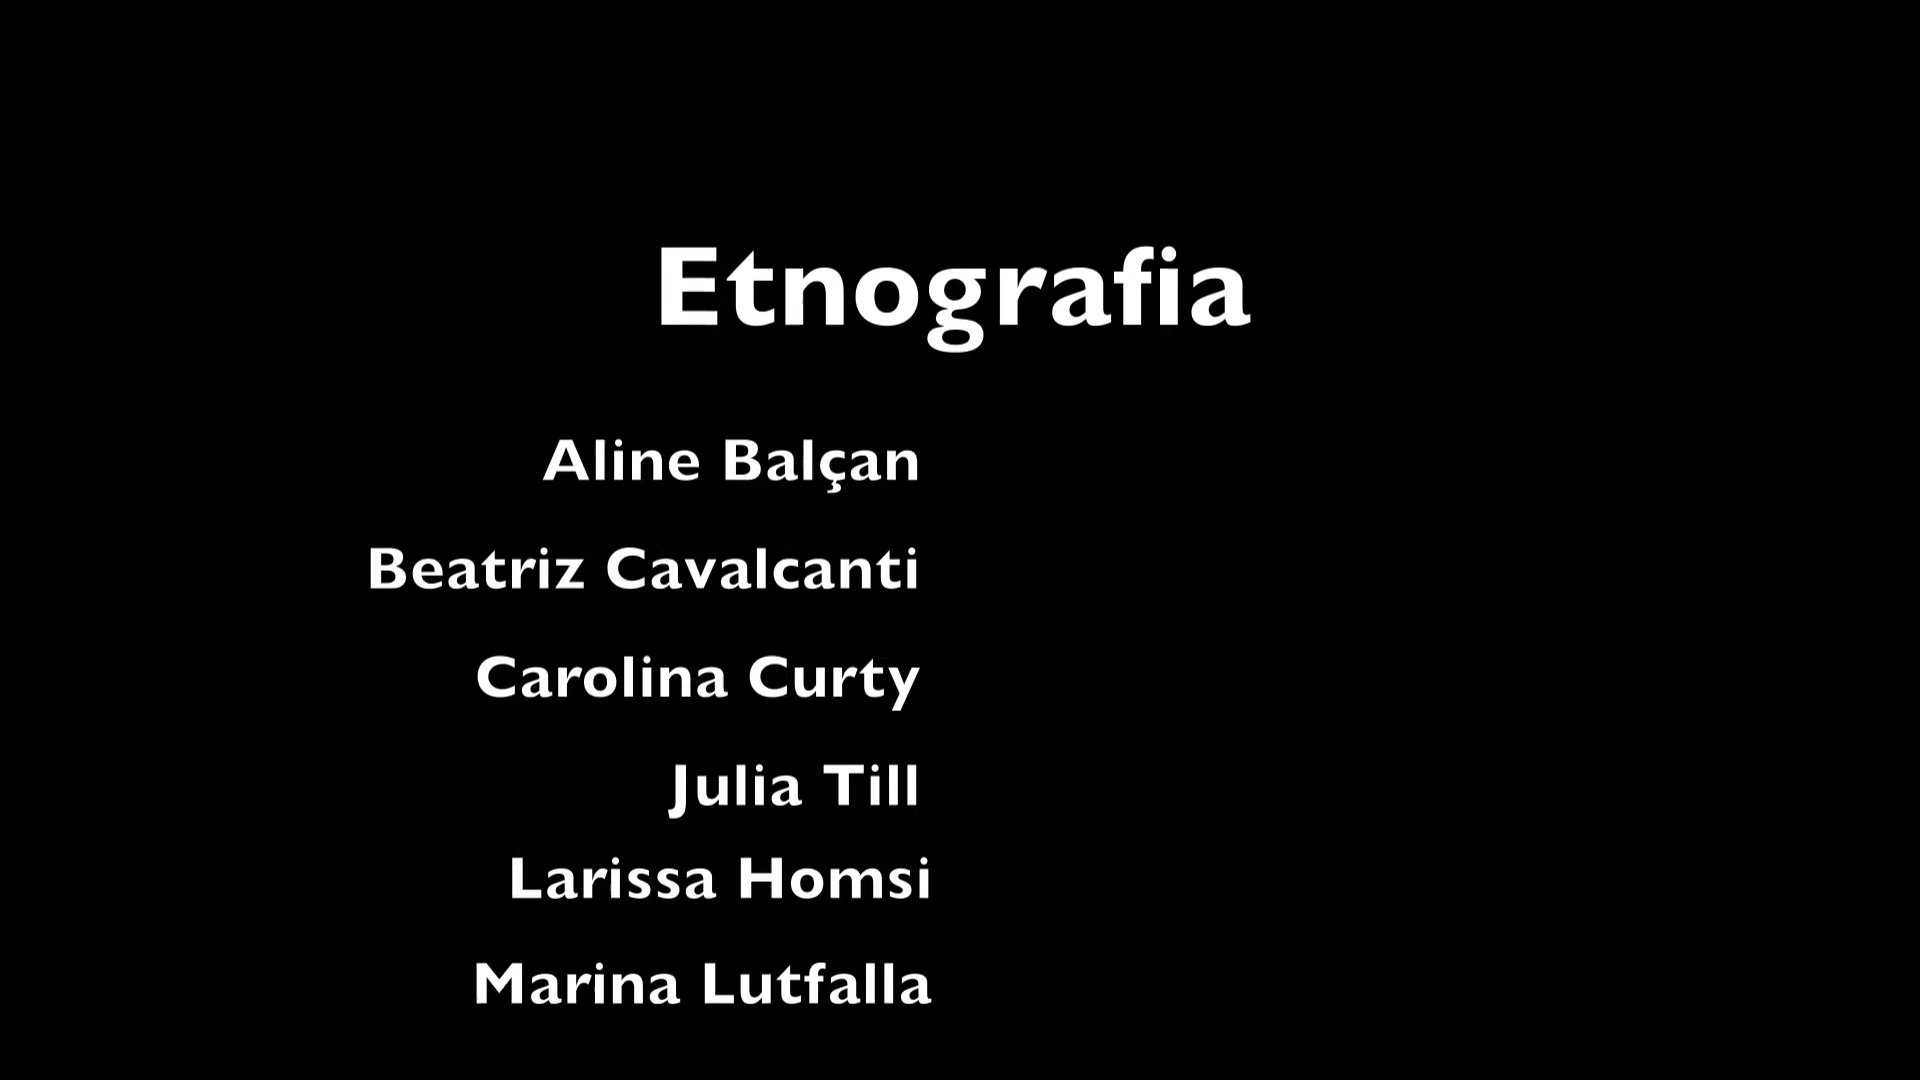 Etnografia
Aline Balçan
Beatriz Cavalcanti
Carolina Curty
Julia Till
Larissa Homsi
Marina Lutfalla